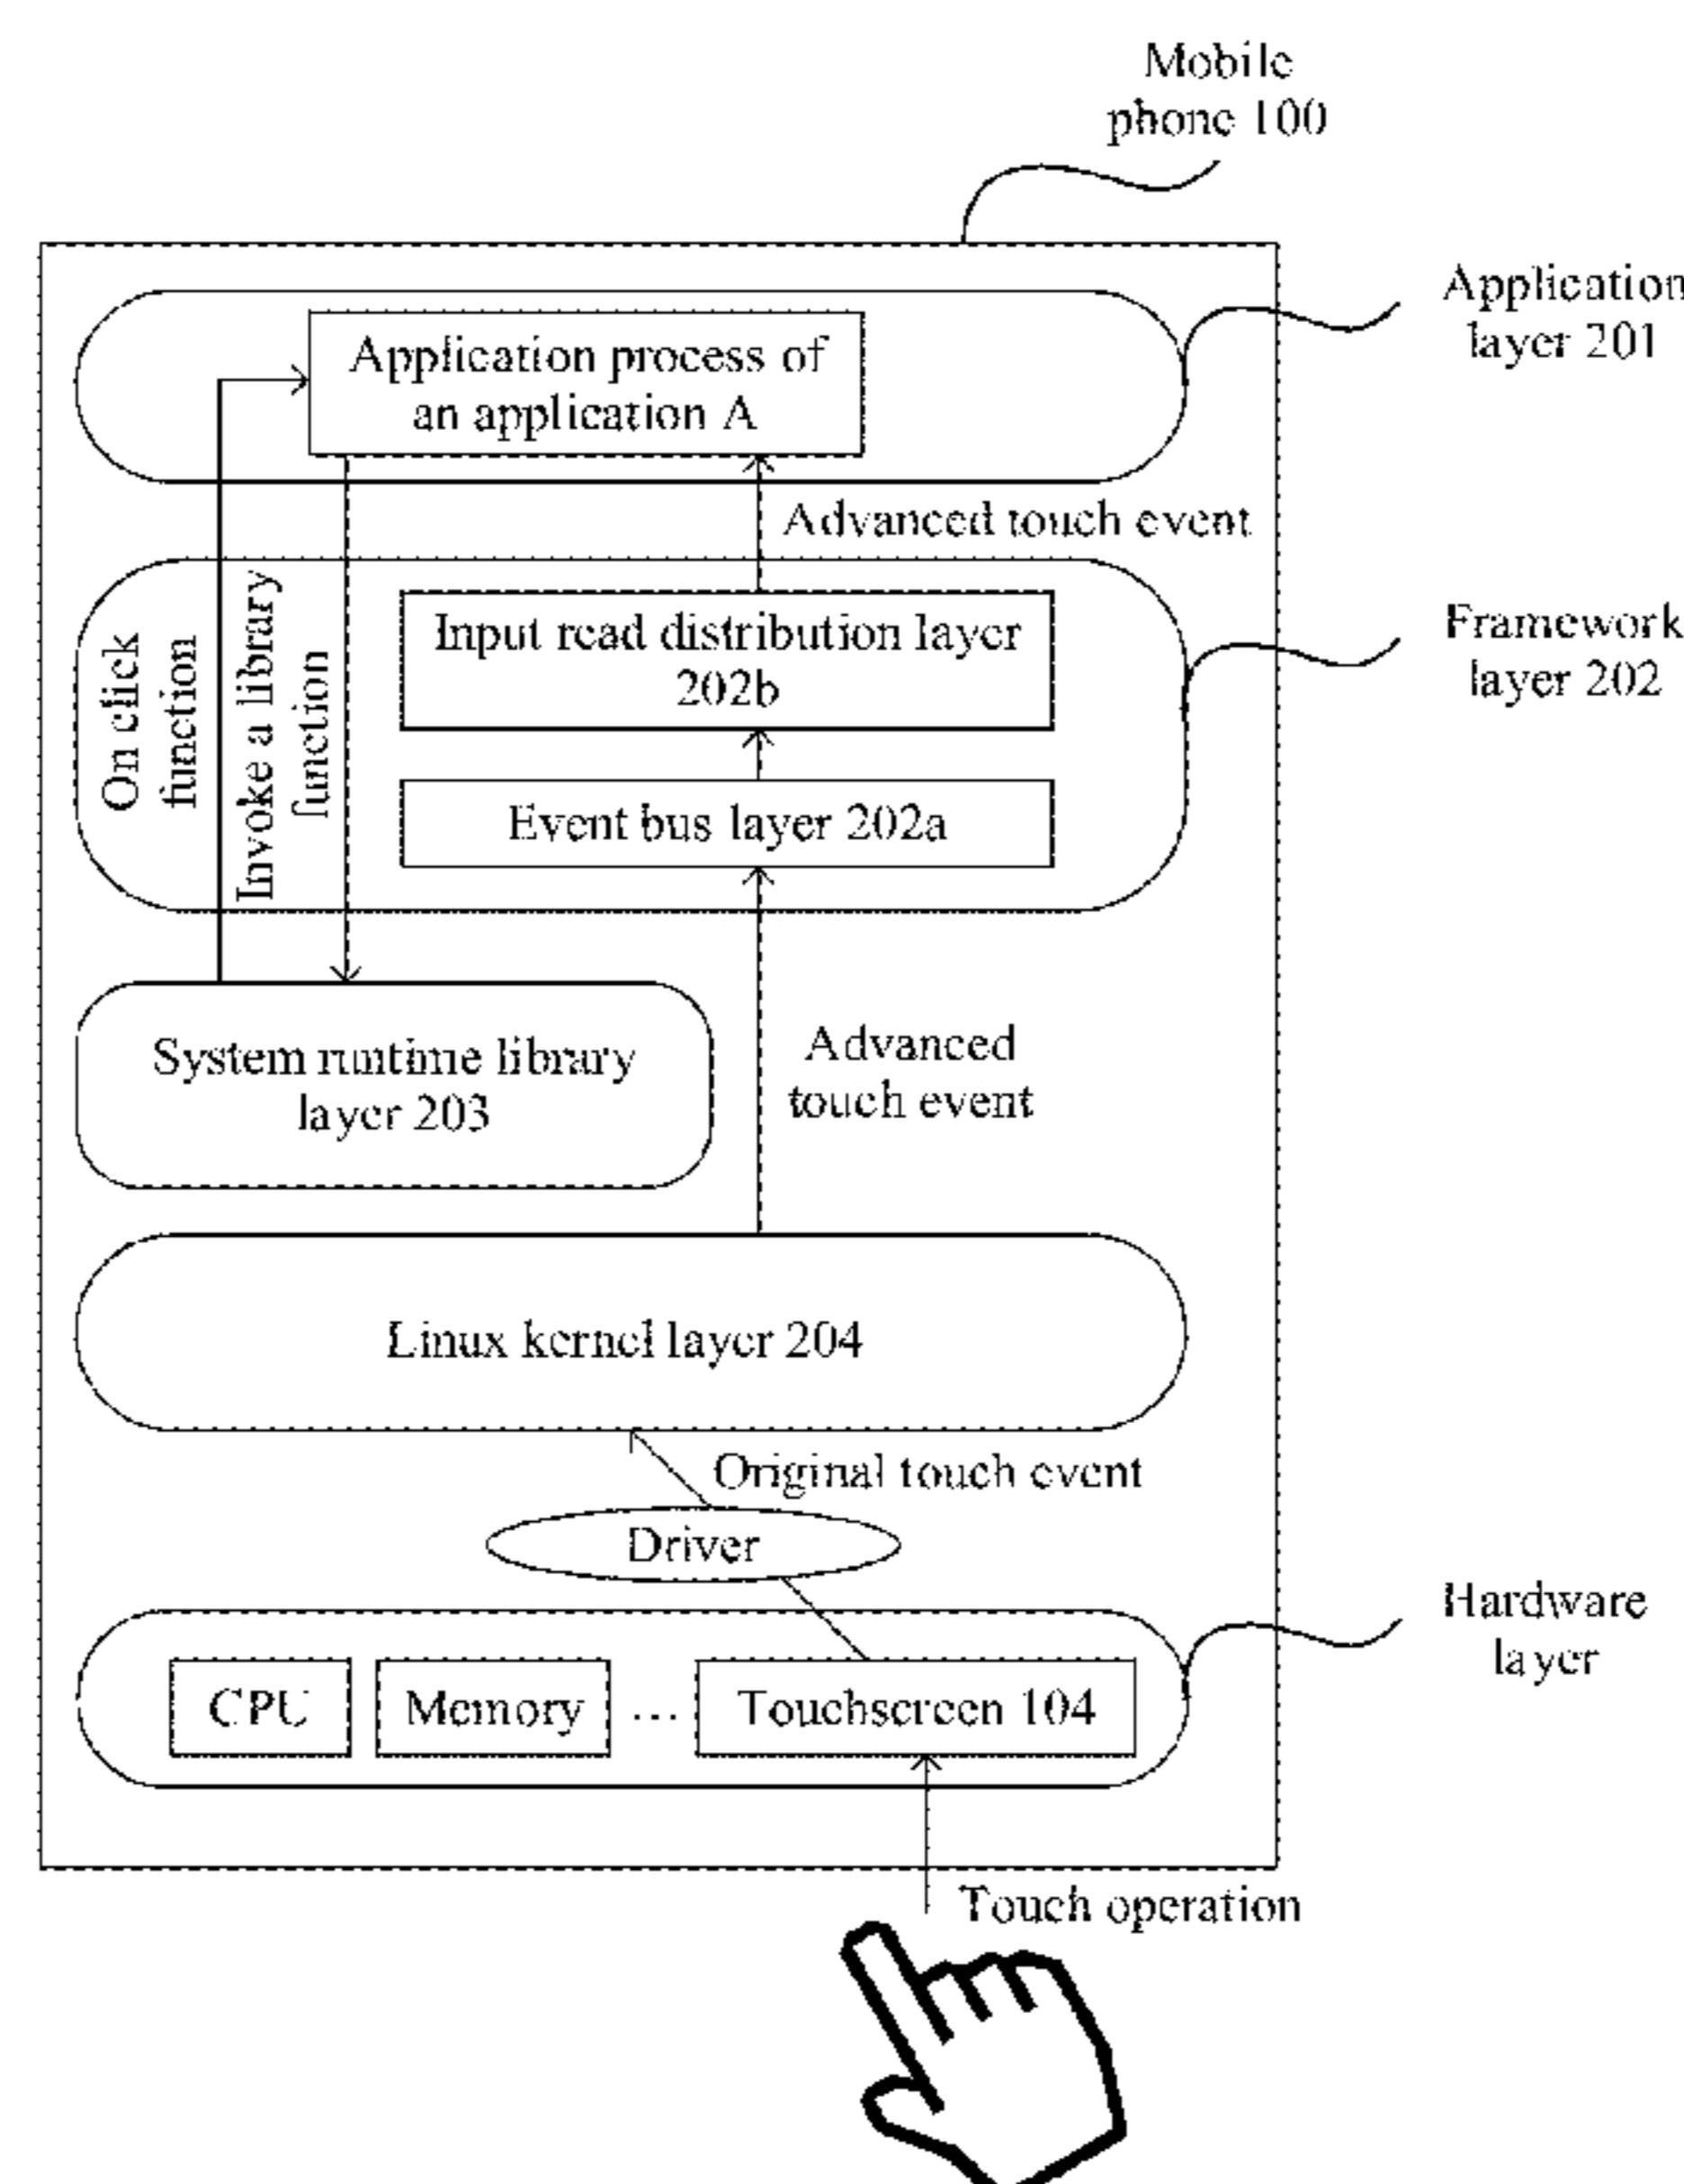 Mobile
phone 100
Application
layer 201
Application process of
an application A
Advanced touch event
Framework
layer 202
On click
function
Invoke a library
function
Input read distribution layer
202b
Event bus layer 202a
System runtime library
layer 203
Advanced
touch event
Linux kernel layer 204
Original touch event
Driver
Hardware
layer
CPU
Memory
...
Touchscreen 104
Touch operation